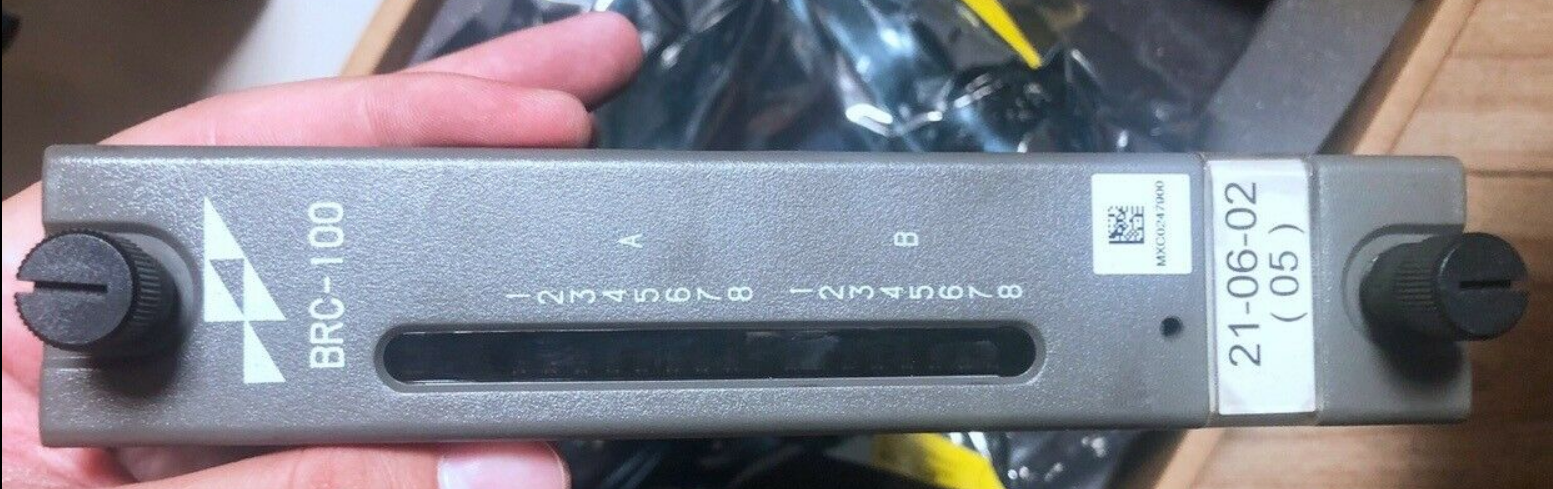 BRC-100
A
1 2 3 4 5 6 7 8
B
1 2 3 4 5 6 7 8
MXC0247000
21-06-02
(05)